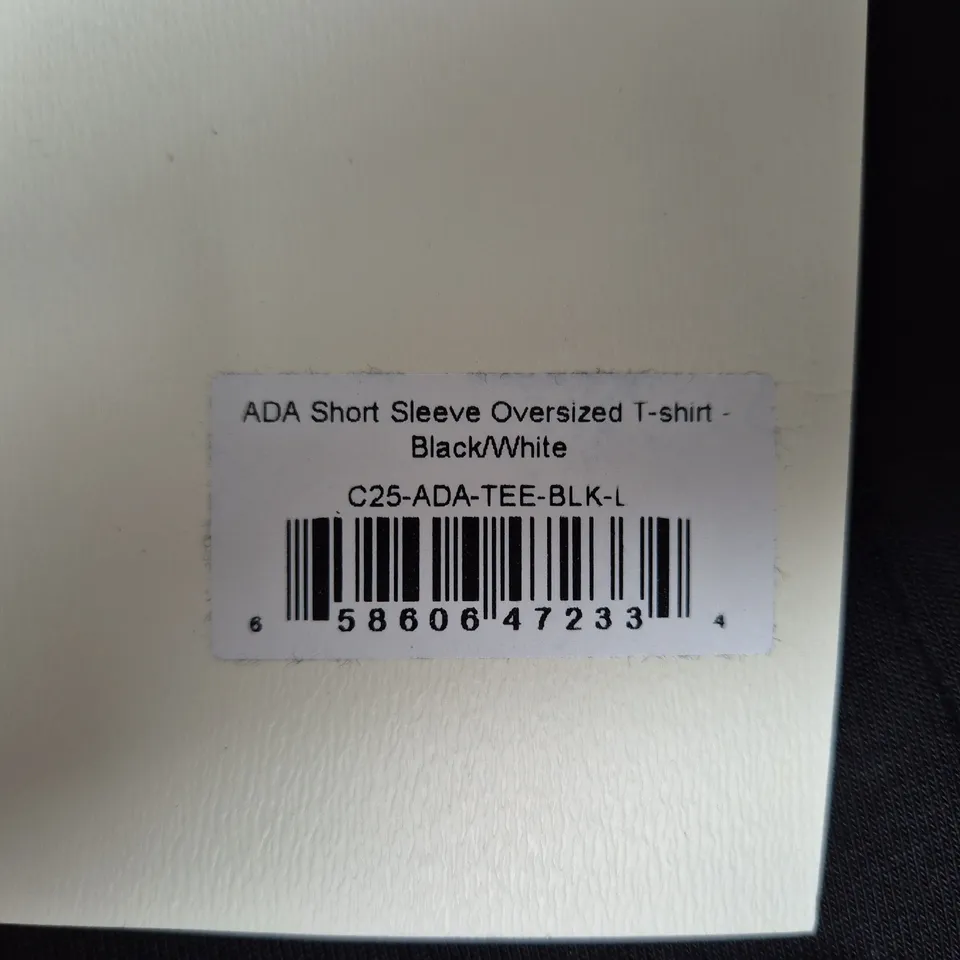 ADA Short Sleeve Oversized T-shirt -
Black/White
C25-ADA-TEE-BLK-L
6 58606 47233 4